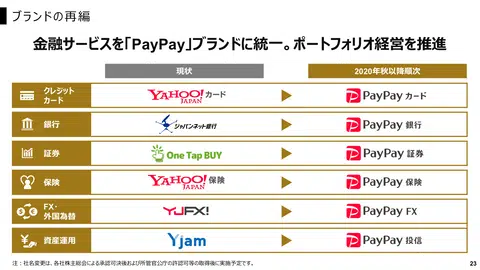 ブランドの再編
金融サービスを「PayPay」ブランドに統一。ポートフォリオ経営を推進
現状
2020年秋以降順次
クレジット
カード
YAHOO!
JAPAN
カード
PayPay カード
銀行
ジャパンネット銀行
PayPay 銀行
証券
One Tap BUY
PayPay 証券
保険
YAHOO!
JAPAN
保険
PayPay 保険
FX・
外国為替
YJFX!
PayPay FX
資産運用
Yjam
PayPay 投信
注：社名変更は、各社株主総会による承認可決後および所管官公庁の許認可等の取得後に実施予定です。
23